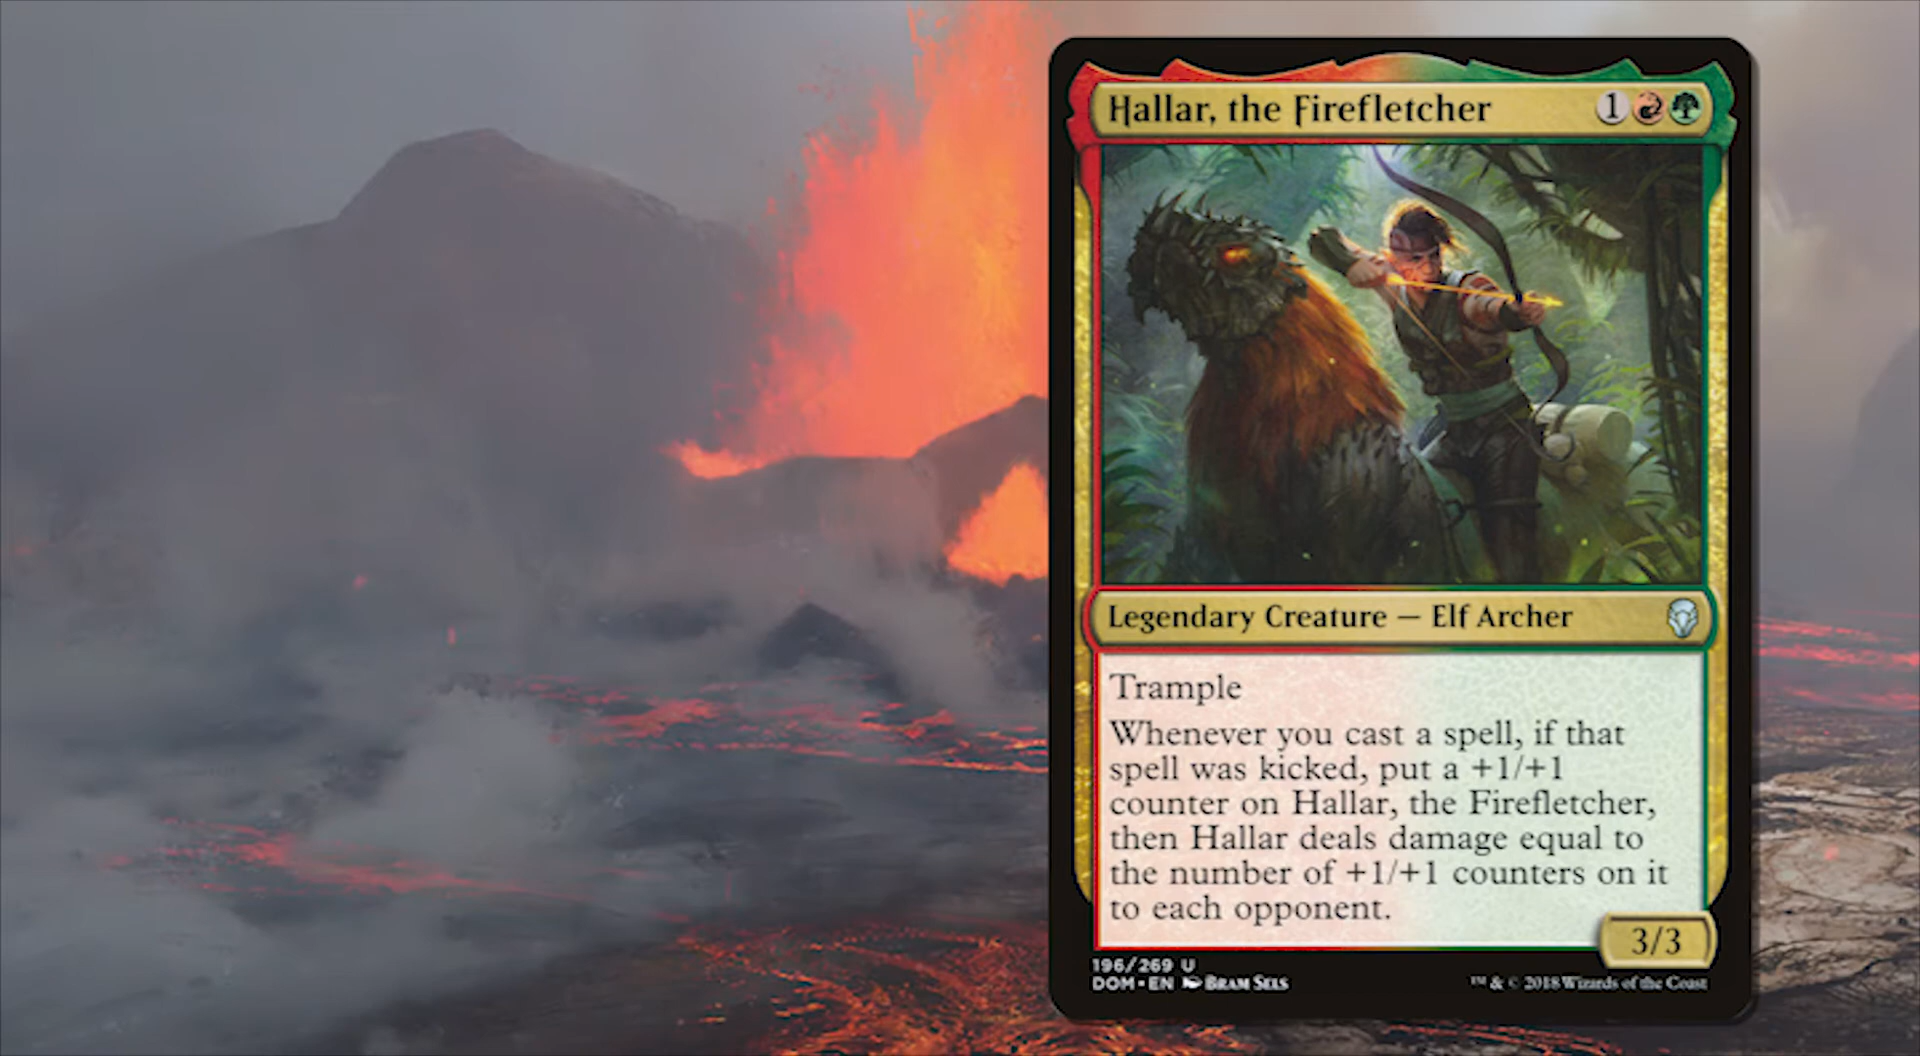 Hallar, the Firefletcher 1
Legendary Creature — Elf Archer
Trample
Whenever you cast a spell, if that
spell was kicked, put a +1/+1
counter on Hallar, the Firefletcher,
then Hallar deals damage equal to
the number of +1/+1 counters on it
to each opponent.
3/3
196/269 U
DOM • EN Bram Sels
™ & © 2018 Wizards of the Coast